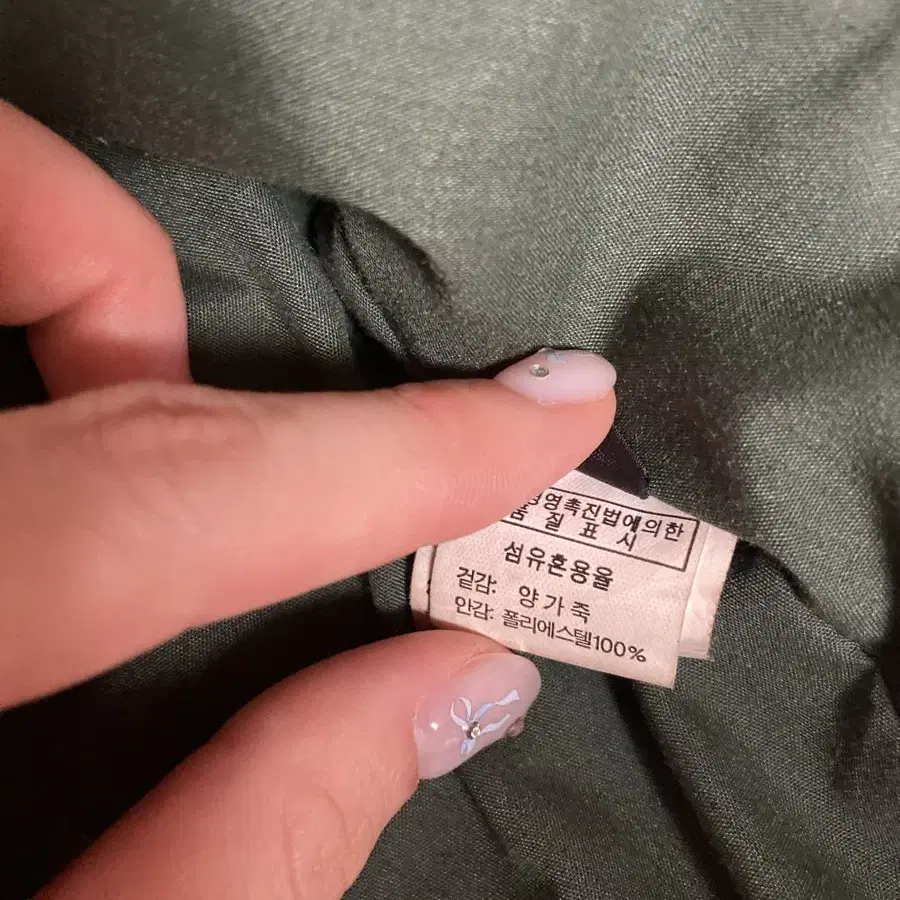 영촉진법에의한
질 표 시
섬유혼용율
겉감: 양가죽
안감: 폴리에스텔100%